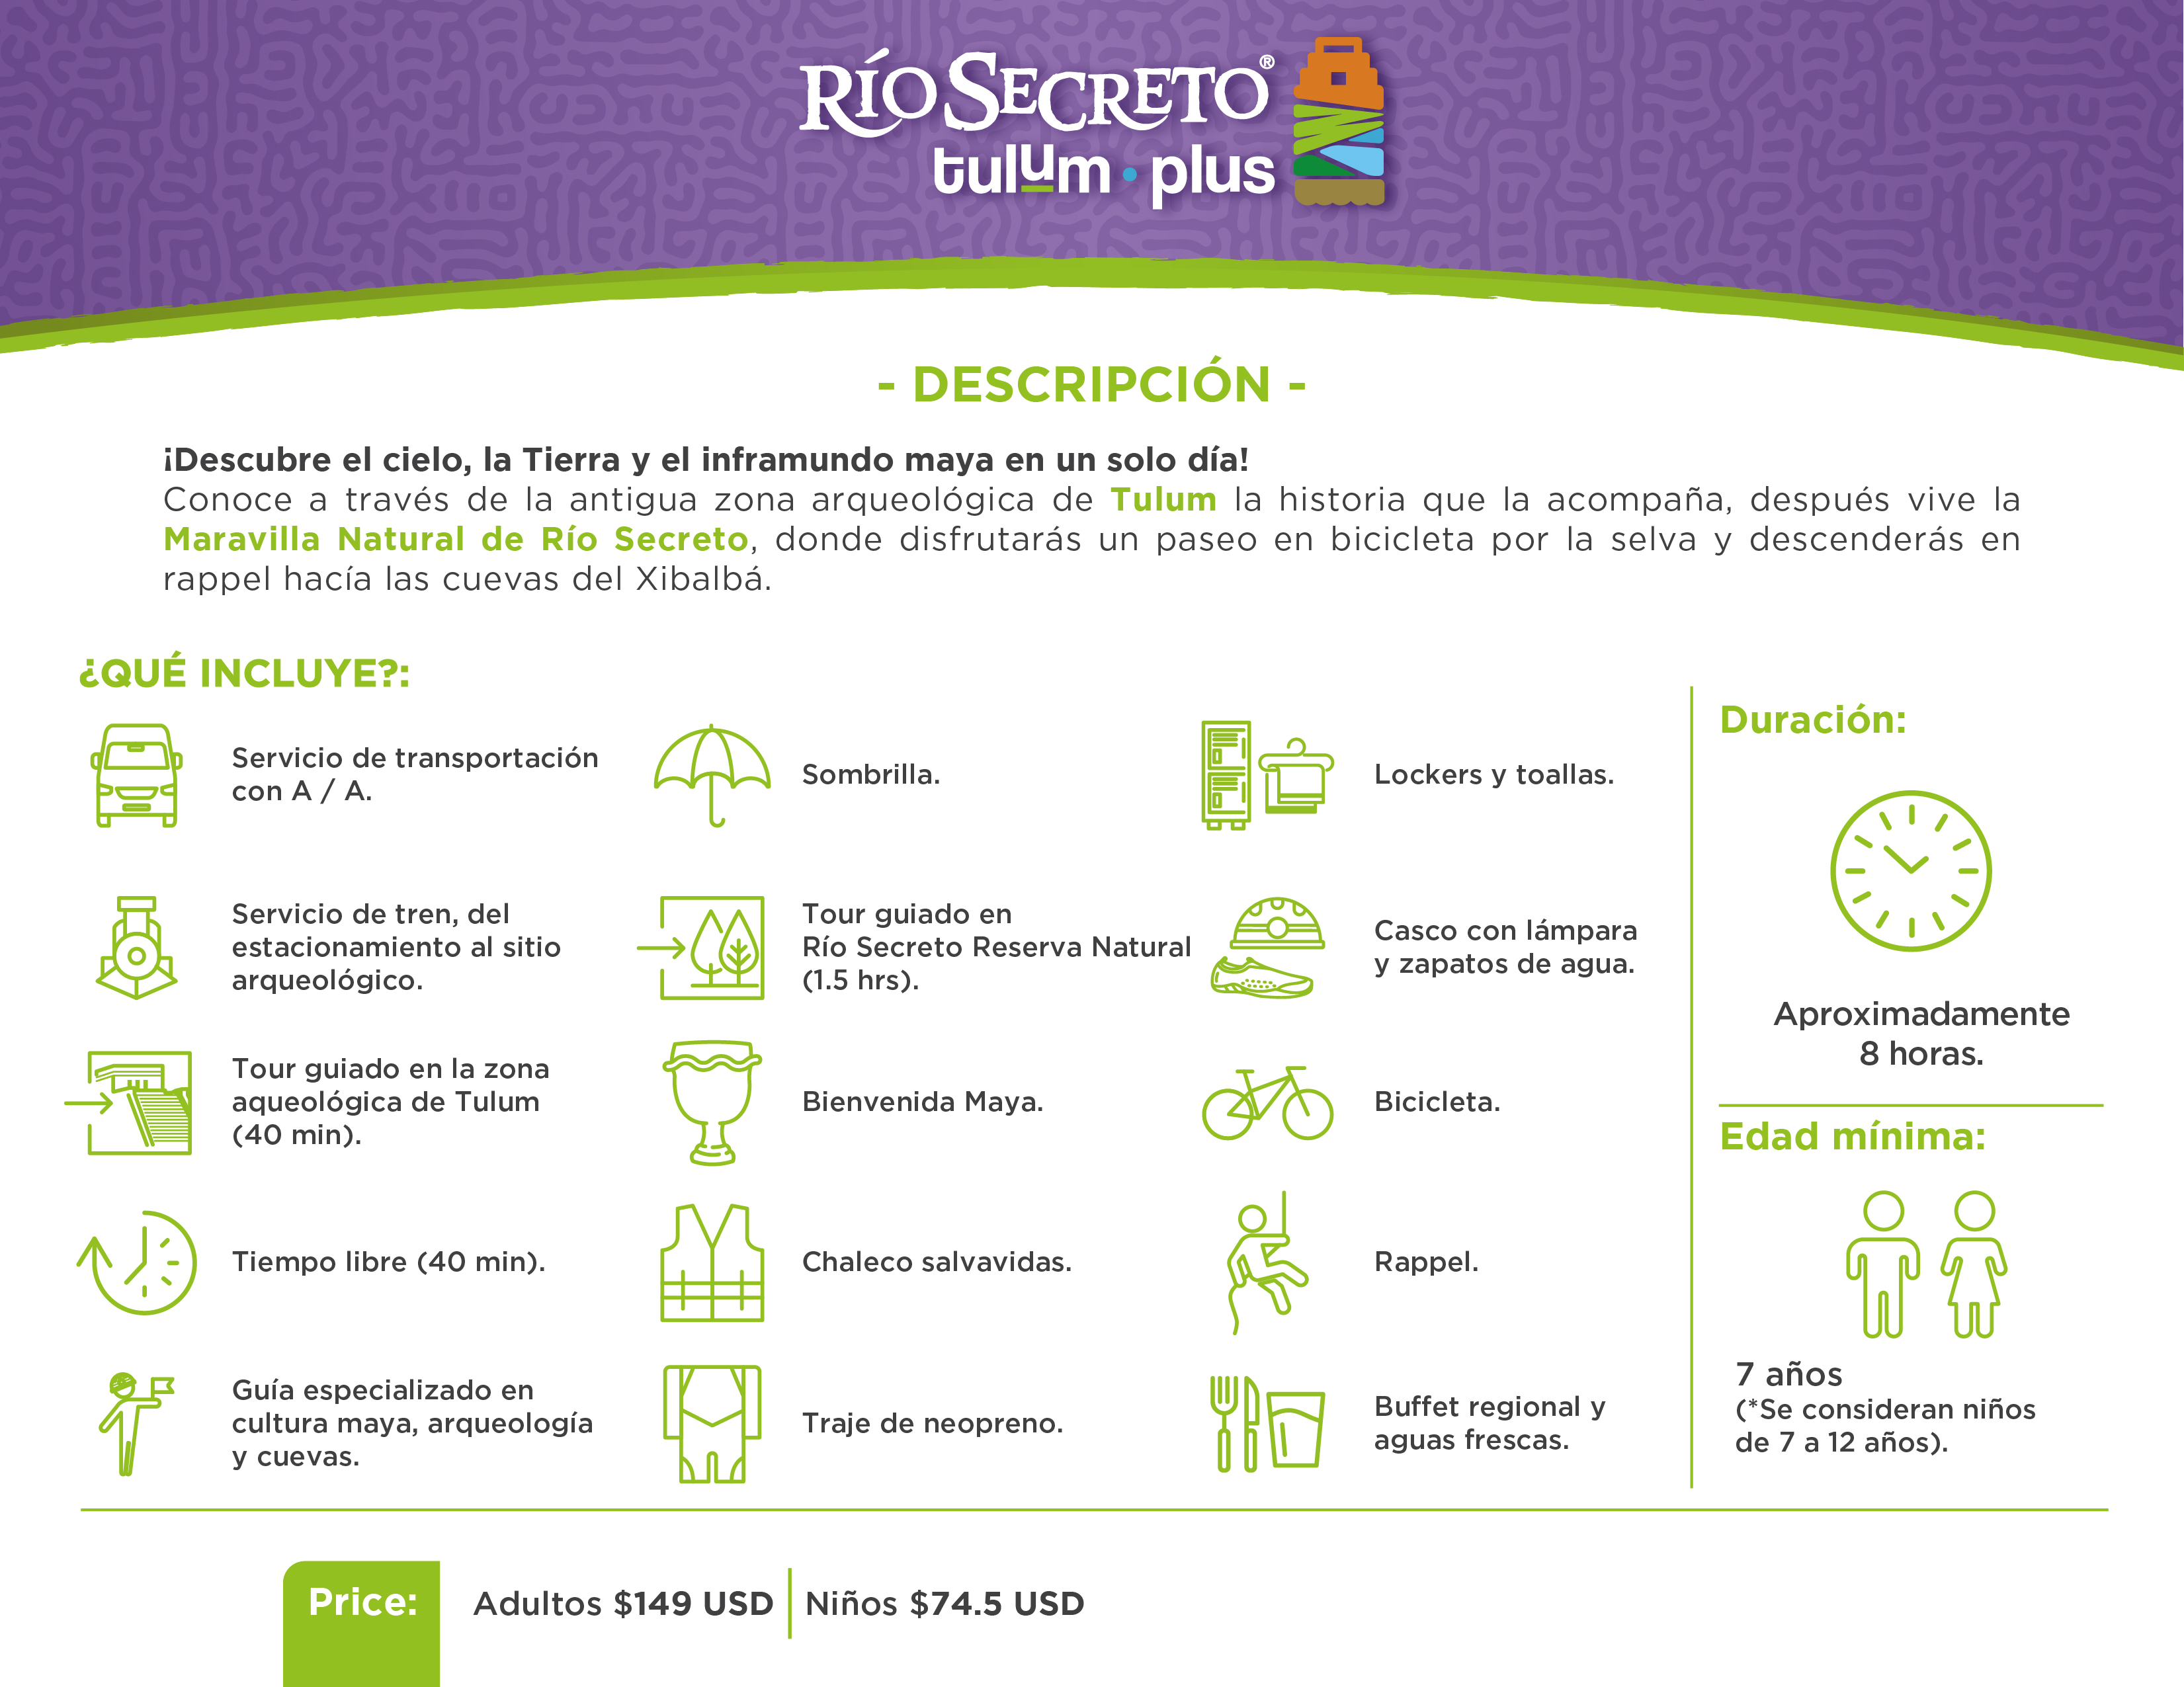 RÍO SECRETO®
tulum • plus
- DESCRIPCIÓN -
¡Descubre el cielo, la Tierra y el inframundo maya en un solo día!
Conoce a través de la antigua zona arqueológica de Tulum la historia que la acompaña, después vive la
Maravilla Natural de Río Secreto, donde disfrutarás un paseo en bicicleta por la selva y descenderás en
rappel hacía las cuevas del Xibalbá.
¿QUÉ INCLUYE?:
Servicio de transportación
con A / A.
Servicio de tren, del
estacionamiento al sitio
arqueológico.
Tour guiado en la zona
aqueológica de Tulum
(40 min).
Tiempo libre (40 min).
Guía especializado en
cultura maya, arqueología
y cuevas.
Sombrilla.
Tour guiado en
Río Secreto Reserva Natural
(1.5 hrs).
Bienvenida Maya.
Chaleco salvavidas.
Traje de neopreno.
Lockers y toallas.
Casco con lámpara
y zapatos de agua.
Bicicleta.
Rappel.
Buffet regional y
aguas frescas.
Duración:
Aproximadamente
8 horas.
Edad mínima:
7 años
(*Se consideran niños
de 7 a 12 años).
Price:
Adultos $149 USD
Niños $74.5 USD